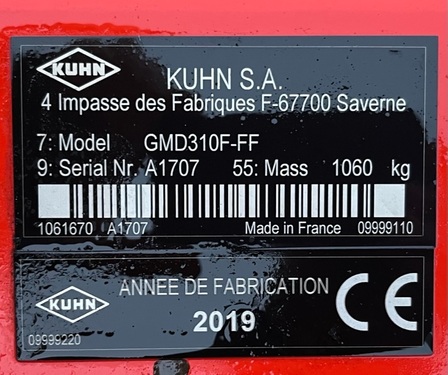 KUHN
KUHN S.A.
4 Impasse des Fabriques F-67700 Saverne
7: Model GMD310F-FF
9: Serial Nr. A1707 55: Mass 1060 kg
1061670 A1707 Made in France 09999110
KUHN
ANNEE DE FABRICATION
2019
CE
09999220